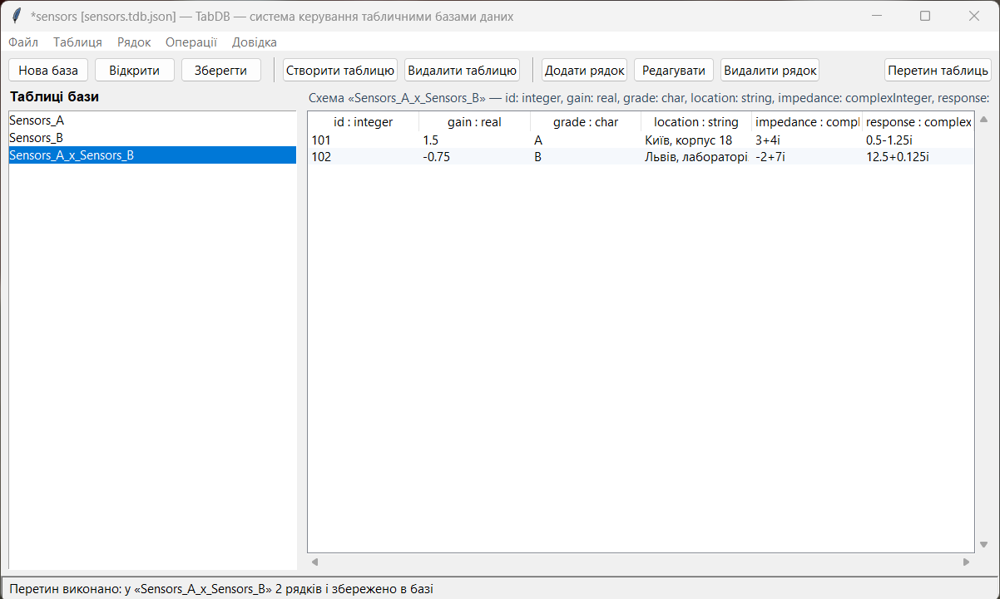 *sensors [sensors.tdb.json] — TabDB — система керування табличними базами даних
Файл Таблиця Рядок Операції Довідка
Нова база Відкрити Зберегти Створити таблицю Видалити таблицю Додати рядок Редагувати Видалити рядок Перетин таблиць
Таблиці бази
Sensors_A
Sensors_B
Sensors_A_x_Sensors_B
Схема «Sensors_A_x_Sensors_B» — id: integer, gain: real, grade: char, location: string, impedance: complexInteger, response:
id : integer gain : real grade : char location : string impedance : compl response : complex
101 1.5 A Київ, корпус 18 3+4i 0.5-1.25i
102 -0.75 B Львів, лабораторі -2+7i 12.5+0.125i
Перетин виконано: у «Sensors_A_x_Sensors_B» 2 рядків і збережено в базі